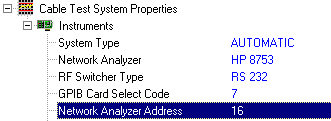 Cable Test System Properties
Instruments
System Type AUTOMATIC
Network Analyzer HP 8753
RF Switcher Type RS 232
GPIB Card Select Code 7
Network Analyzer Address 16